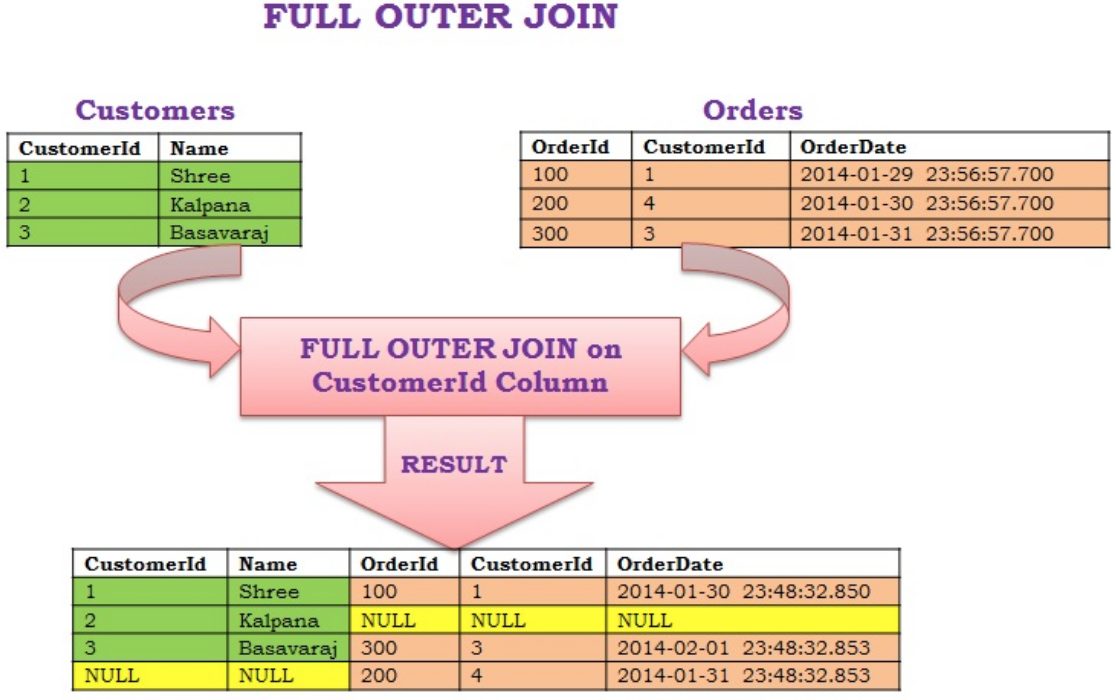 FULL OUTER JOIN
Customers
CustomerId Name
1 Shree
2 Kalpana
3 Basavaraj
Orders
OrderId CustomerId OrderDate
100 1 2014-01-29 23:56:57.700
200 4 2014-01-30 23:56:57.700
300 3 2014-01-31 23:56:57.700
FULL OUTER JOIN on
CustomerId Column
RESULT
CustomerId Name OrderId CustomerId OrderDate
1 Shree 100 1 2014-01-30 23:48:32.850
2 Kalpana NULL NULL NULL
3 Basavaraj 300 3 2014-02-01 23:48:32.853
NULL NULL 200 4 2014-01-31 23:48:32.853